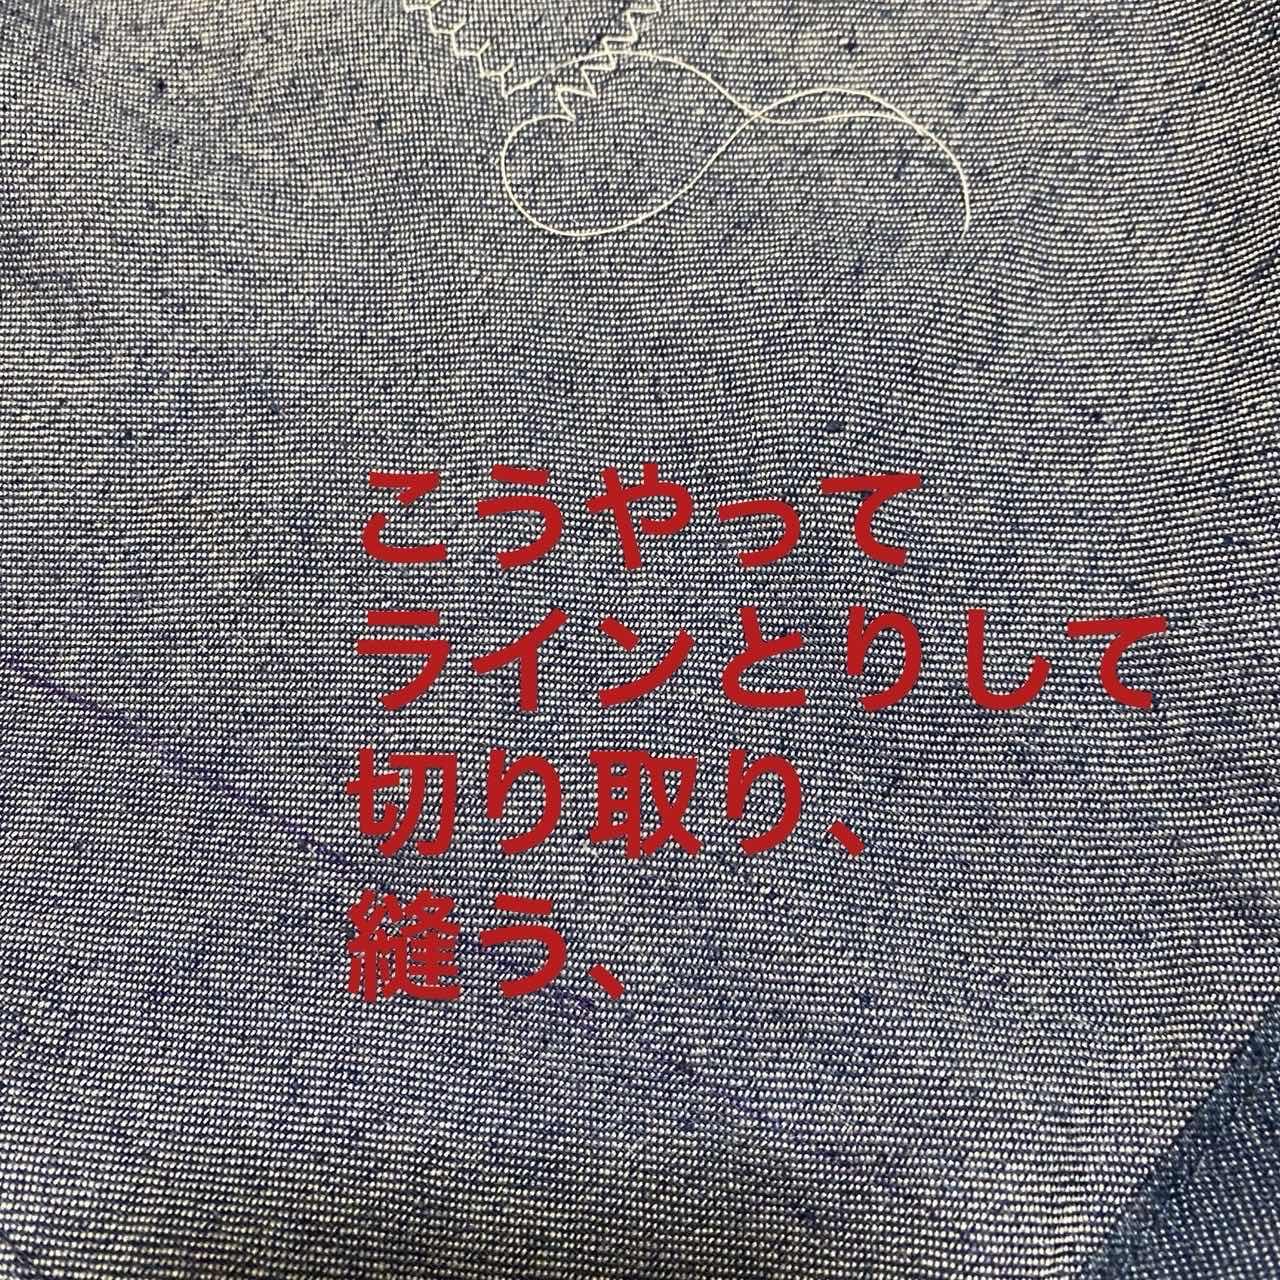 こうやって
ラインとりして
切り取り、
縫う、